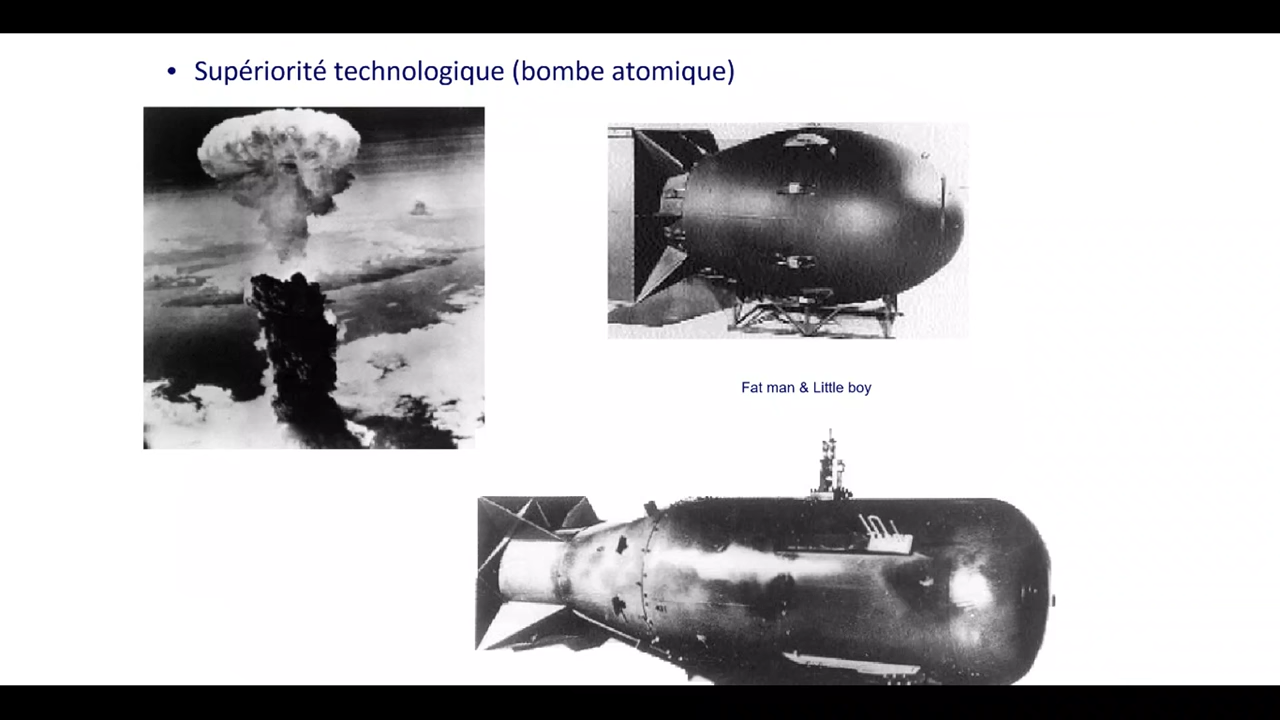 • Supériorité technologique (bombe atomique)
Fat man & Little boy